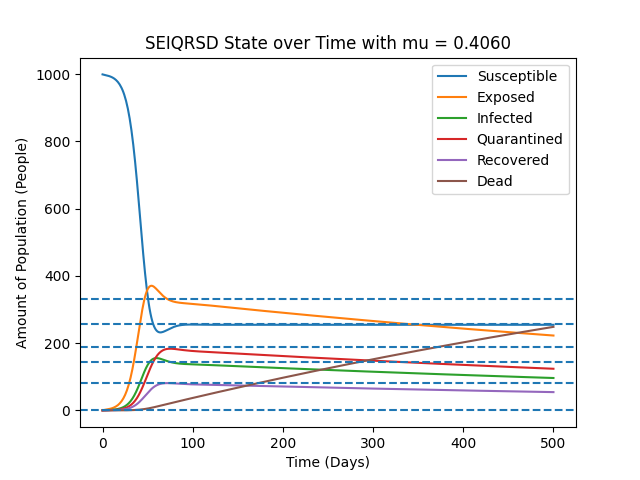 SEIQRSD State over Time with mu = 0.4060
Amount of Population (People)
1000
800
600
400
200
0
Susceptible
Exposed
Infected
Quarantined
Recovered
Dead
0 100 200 300 400 500
Time (Days)